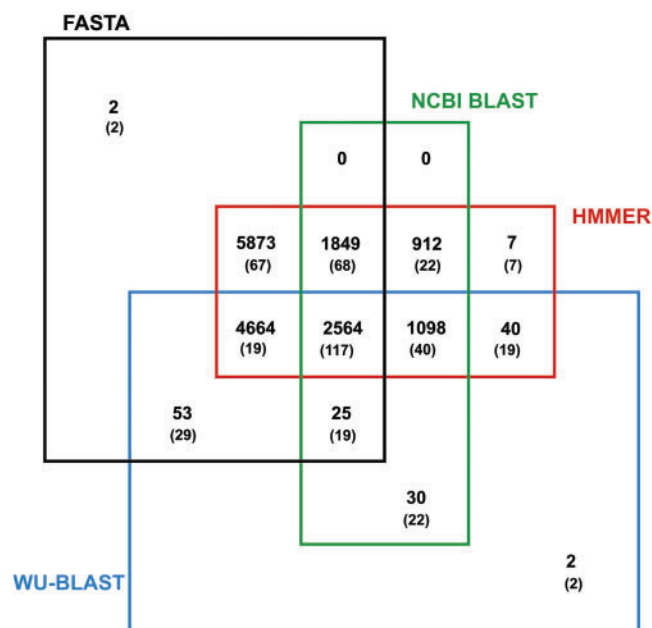 FASTA
2
(2)
NCBI BLAST
0 0
HMMER
5873 1849 912 7
(67) (68) (22) (7)
4664 2564 1098 40
(19) (117) (40) (19)
53 25
(29) (19)
30
(22)
WU-BLAST
2
(2)